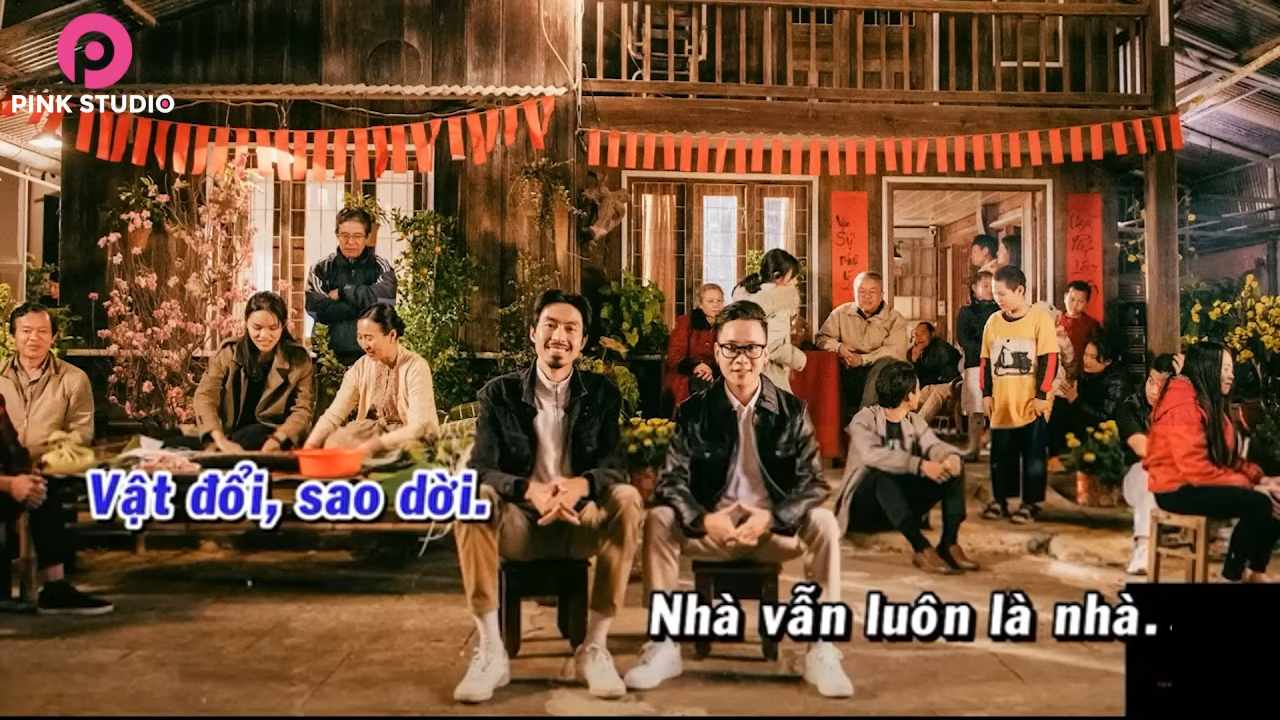 PINK STUDIO
Vật đổi, sao dời.
Nhà vẫn luôn là nhà.